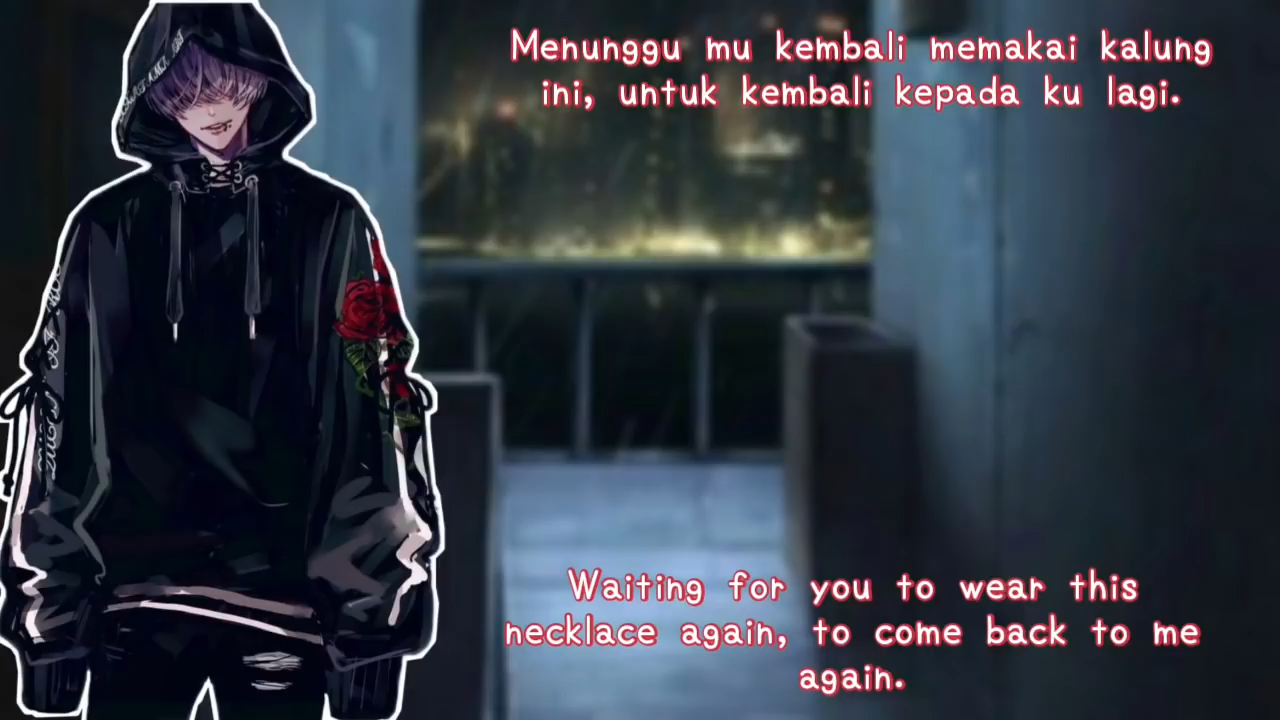 Menunggu mu kembali memakai kalung
ini, untuk kembali kepada ku lagi.
Waiting for you to wear this
necklace again, to come back to me
again.